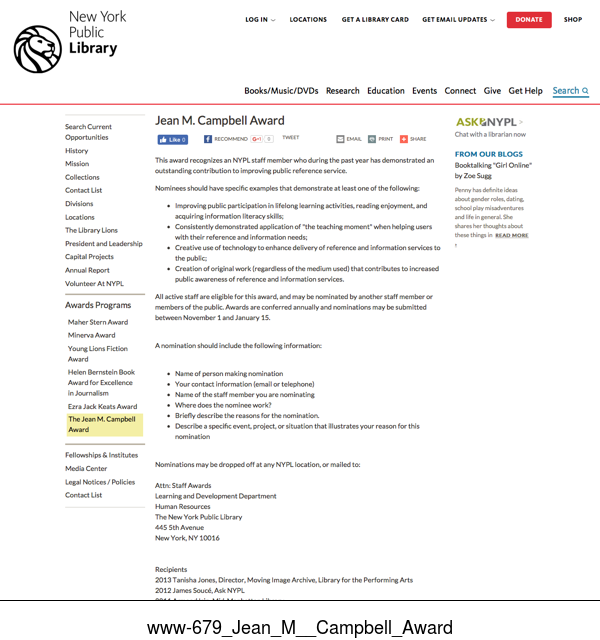 New York
Public
Library
LOG IN
LOCATIONS
GET A LIBRARY CARD
GET EMAIL UPDATES
DONATE
SHOP
Books/Music/DVDs Research Education Events Connect Give Get Help Search
Search Current
Opportunities
History
Mission
Collections
Contact List
Divisions
Locations
The Library Lions
President and Leadership
Capital Projects
Annual Report
Volunteer At NYPL
Awards Programs
Maher Stern Award
Minerva Award
Young Lions Fiction
Award
Helen Bernstein Book
Award for Excellence
in Journalism
Ezra Jack Keats Award
The Jean M. Campbell
Award
Fellowships & Institutes
Media Center
Legal Notices / Policies
Contact List
Jean M. Campbell Award
Like 0 RECOMMEND G+1 0 TWEET EMAIL PRINT SHARE
This award recognizes an NYPL staff member who during the past year has demonstrated an
outstanding contribution to improving public reference service.
Nominees should have specific examples that demonstrate at least one of the following:
• Improving public participation in lifelong learning activities, reading enjoyment, and
acquiring information literacy skills;
• Consistently demonstrated application of "the teaching moment" when helping users
with their reference and information needs;
• Creative use of technology to enhance delivery of reference and information services to
the public;
• Creation of original work (regardless of the medium used) that contributes to increased
public awareness of reference and information services.
All active staff are eligible for this award, and may be nominated by another staff member or
members of the public. Awards are conferred annually and nominations may be submitted
between November 1 and January 15.
A nomination should include the following information:
• Name of person making nomination
• Your contact information (email or telephone)
• Name of the staff member you are nominating
• Where does the nominee work?
• Briefly describe the reasons for the nomination.
• Describe a specific event, project, or situation that illustrates your reason for this
nomination
Nominations may be dropped off at any NYPL location, or mailed to:
Attn: Staff Awards
Learning and Development Department
Human Resources
The New York Public Library
445 5th Avenue
New York, NY 10016
Recipients
2013 Tanisha Jones, Director, Moving Image Archive, Library for the Performing Arts
2012 James Soucé, Ask NYPL
ASK NYPL >
Chat with a librarian now
FROM OUR BLOGS
Booktalking "Girl Online"
by Zoe Sugg
Penny has definite ideas
about gender roles, dating,
school play misadventures
and life in general. She
shares her thoughts about
these things in READ MORE
www-679_Jean_M__Campbell_Award